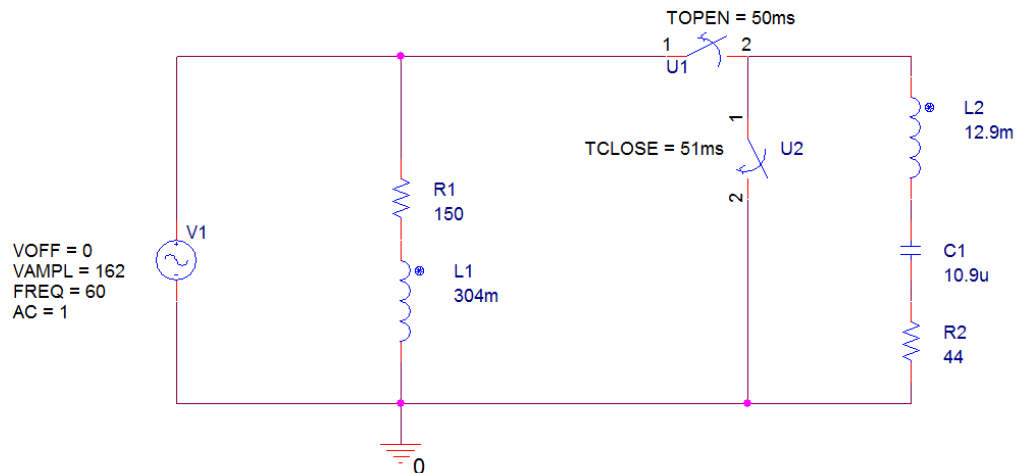 TOPEN = 50ms
1
2
U1
L2
12.9m
1
TCLOSE = 51ms
U2
2
R1
150
V1
VOFF = 0
VAMPL = 162
FREQ = 60
AC = 1
L1
304m
C1
10.9u
R2
44
0